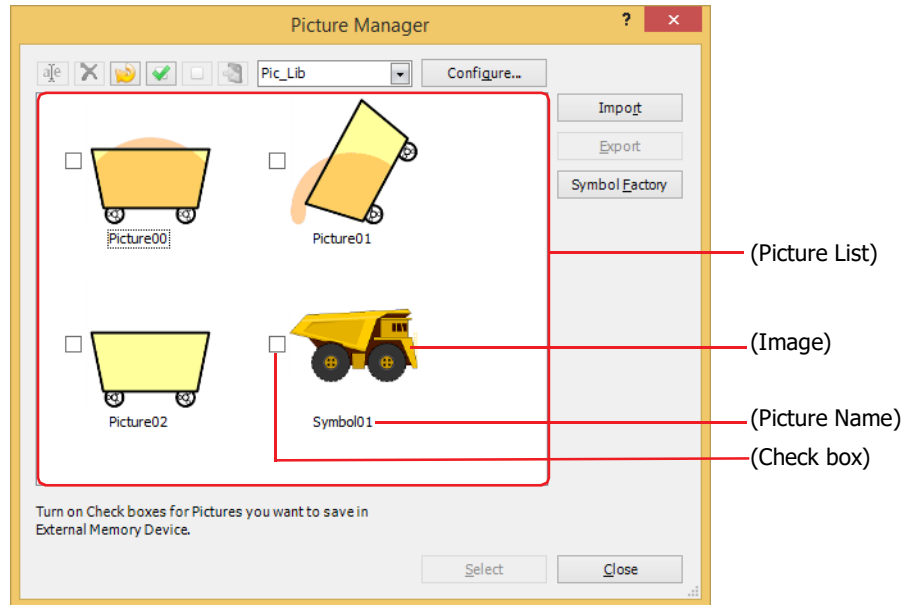 Picture Manager
?
×
aĮe
Pic_Lib
Configure...
Import
Export
Symbol Factory
Picture00
Picture01
(Picture List)
(Image)
Picture02
Symbol01
(Picture Name)
(Check box)
Turn on Check boxes for Pictures you want to save in
External Memory Device.
Select
Close